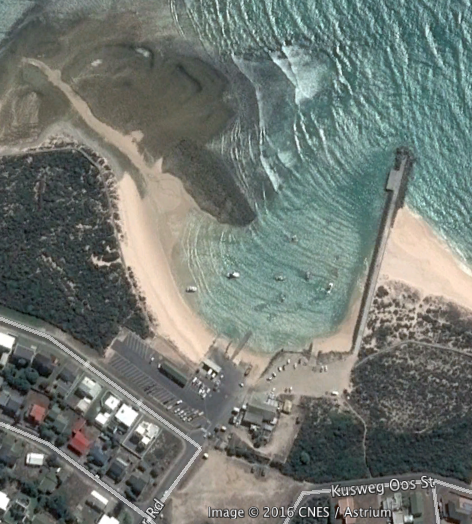 Kusweg Oos St
r Rd
Image © 2016 CNES / Astrium